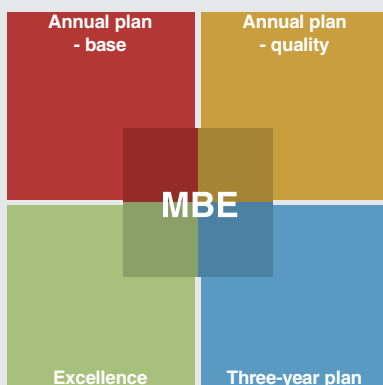 Annual plan
- base
Annual plan
- quality
MBE
Excellence
Three-year plan